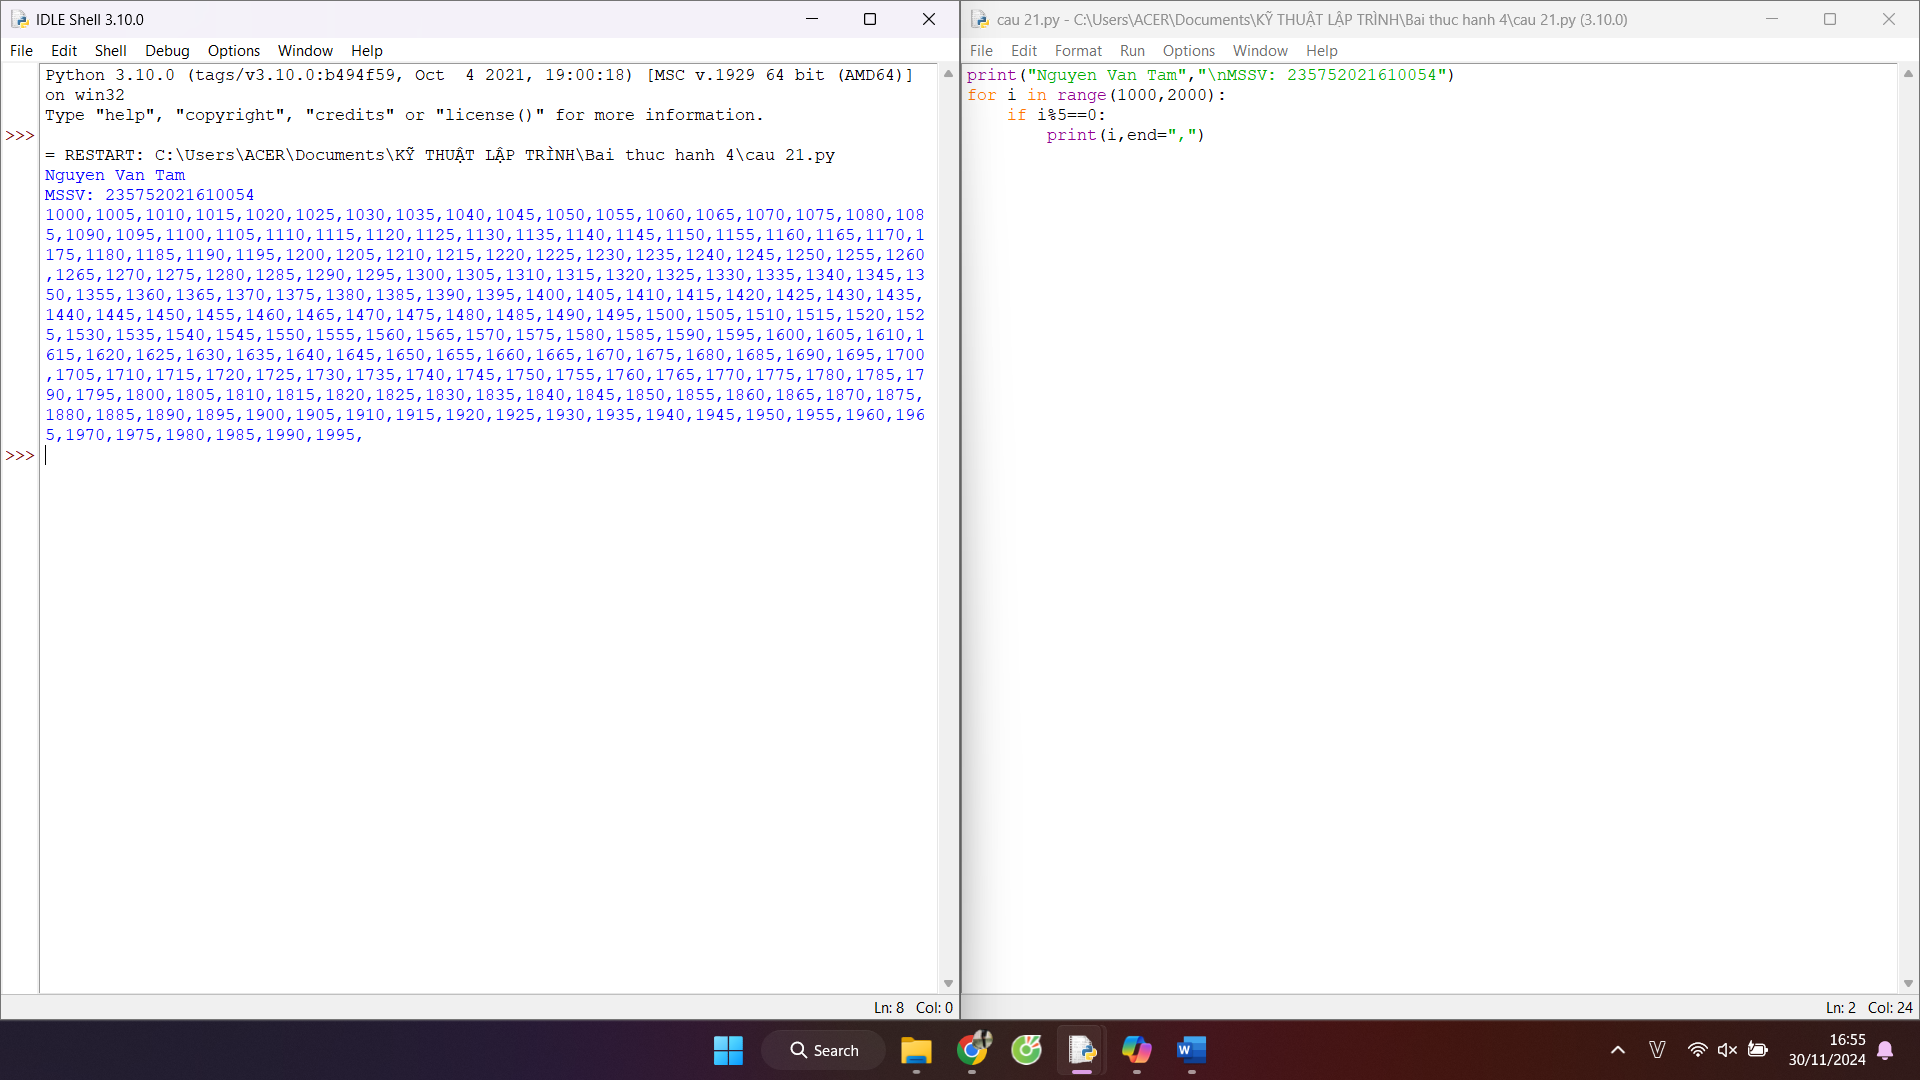 IDLE Shell 3.10.0
File Edit Shell Debug Options Window Help
Python 3.10.0 (tags/v3.10.0:b494f59, Oct  4 2021, 19:00:18) [MSC v.1929 64 bit (AMD64)]
on win32
Type "help", "copyright", "credits" or "license()" for more information.
>>>
= RESTART: C:\Users\ACER\Documents\KỸ THUẬT LẬP TRÌNH\Bai thuc hanh 4\cau 21.py
Nguyen Van Tam
MSSV: 235752021610054
1000,1005,1010,1015,1020,1025,1030,1035,1040,1045,1050,1055,1060,1065,1070,1075,1080,108
5,1090,1095,1100,1105,1110,1115,1120,1125,1130,1135,1140,1145,1150,1155,1160,1165,1170,1
175,1180,1185,1190,1195,1200,1205,1210,1215,1220,1225,1230,1235,1240,1245,1250,1255,1260
,1265,1270,1275,1280,1285,1290,1295,1300,1305,1310,1315,1320,1325,1330,1335,1340,1345,13
50,1355,1360,1365,1370,1375,1380,1385,1390,1395,1400,1405,1410,1415,1420,1425,1430,1435,
1440,1445,1450,1455,1460,1465,1470,1475,1480,1485,1490,1495,1500,1505,1510,1515,1520,152
5,1530,1535,1540,1545,1550,1555,1560,1565,1570,1575,1580,1585,1590,1595,1600,1605,1610,1
615,1620,1625,1630,1635,1640,1645,1650,1655,1660,1665,1670,1675,1680,1685,1690,1695,1700
,1705,1710,1715,1720,1725,1730,1735,1740,1745,1750,1755,1760,1765,1770,1775,1780,1785,17
90,1795,1800,1805,1810,1815,1820,1825,1830,1835,1840,1845,1850,1855,1860,1865,1870,1875,
1880,1885,1890,1895,1900,1905,1910,1915,1920,1925,1930,1935,1940,1945,1950,1955,1960,196
5,1970,1975,1980,1985,1990,1995,
>>>
Ln: 8 Col: 0
cau 21.py - C:\Users\ACER\Documents\KỸ THUẬT LẬP TRÌNH\Bai thuc hanh 4\cau 21.py (3.10.0)
File Edit Format Run Options Window Help
print("Nguyen Van Tam","\nMSSV: 235752021610054")
for i in range(1000,2000):
    if i%5==0:
        print(i,end=",")
Ln: 2 Col: 24
Search
V
16:55
30/11/2024